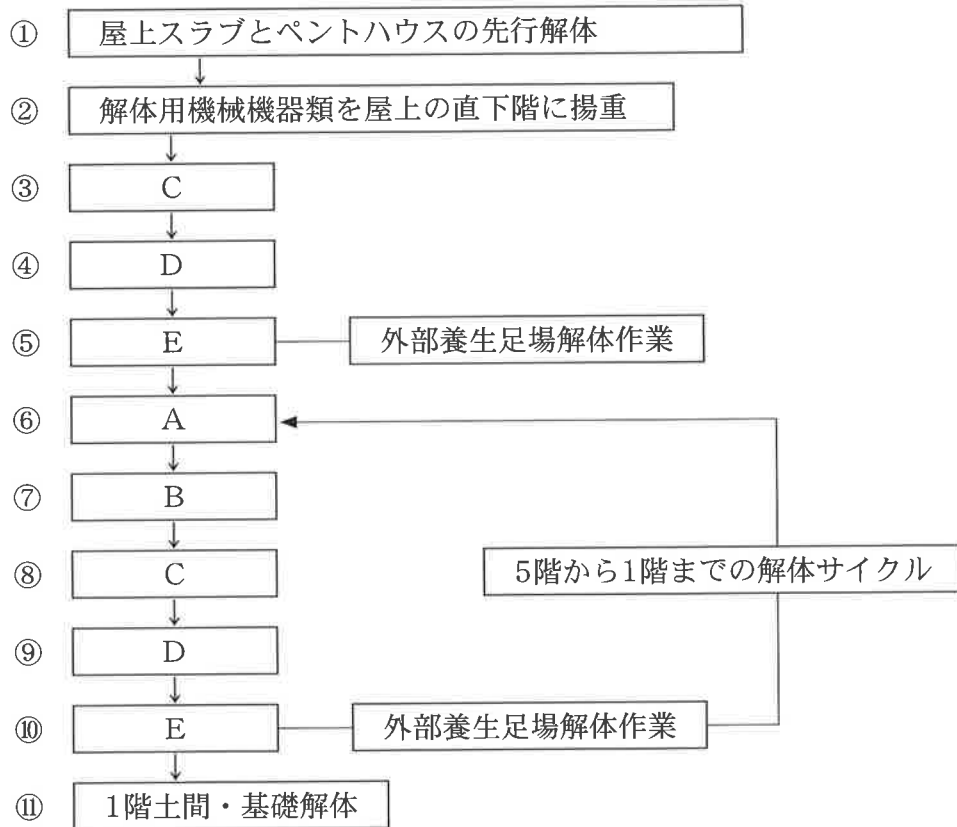 ① 屋上スラブとペントハウスの先行解体
② 解体用機械機器類を屋上の直下階に揚重
③ C
④ D
⑤ E 外部養生足場解体作業
⑥ A
⑦ B
⑧ C 5階から1階までの解体サイクル
⑨ D
⑩ E 外部養生足場解体作業
⑪ 1階土間・基礎解体